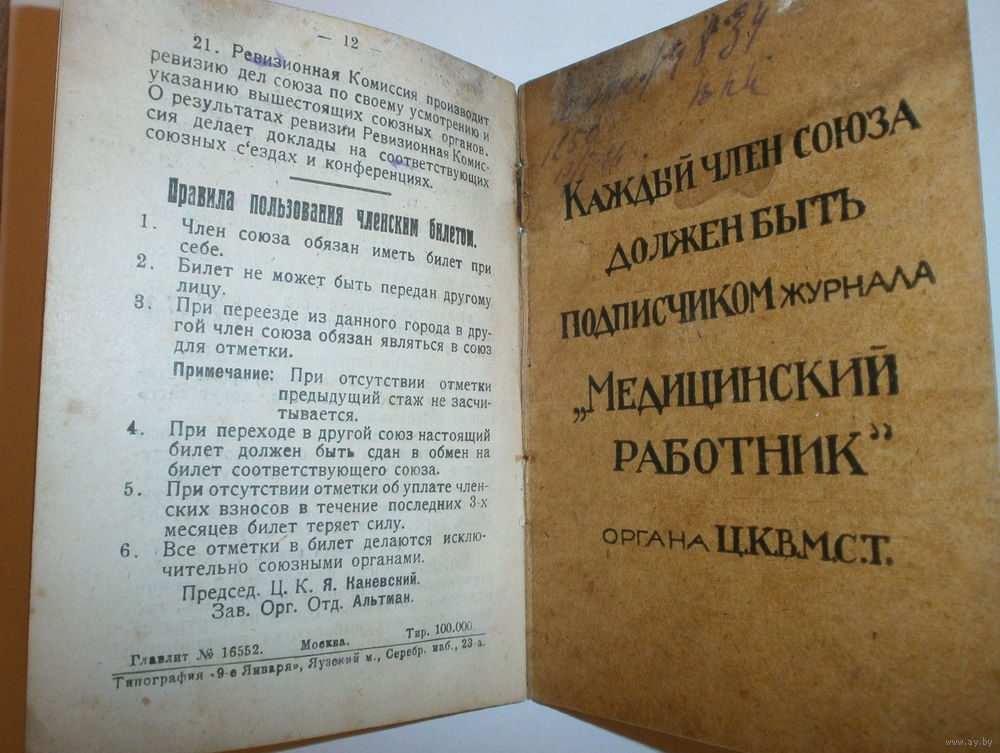 — 12 —
21. Ревизионная Комиссия производит
ревизию дел союза по своему усмотрению и
указанию вышестоящих союзных органов.
О результатах ревизии Ревизионная Комис-
сия делает доклады на соответствующих
союзных с'ездах и конференциях.
Правила пользования членским билетом.
1. Член союза обязан иметь билет при
себе.
2. Билет не может быть передан другому
лицу.
3. При переезде из данного города в дру-
гой член союза обязан являться в союз
для отметки.
Примечание: При отсутствии отметки
предыдущий стаж не засчи-
тывается.
4. При переходе в другой союз настоящий
билет должен быть сдан в обмен на
билет соответствующего союза.
5. При отсутствии отметки об уплате член-
ских взносов в течение последних 3-х
месяцев билет теряет силу.
6. Все отметки в билет делаются исклю-
чительно союзными органами.
Председ. Ц. К. Я. Каневский.
Зав. Орг. Отд. Альтман.
Главлит № 16552. Москва. Тир. 100.000.
Типография „9-е Января", Яузский м., Серебр. наб., 23-а.
Каждый член союза
должен быть
подписчиком журнала
„Медицинский
работник"
органа Ц.К.В.М.С.Т.
www.ay.by